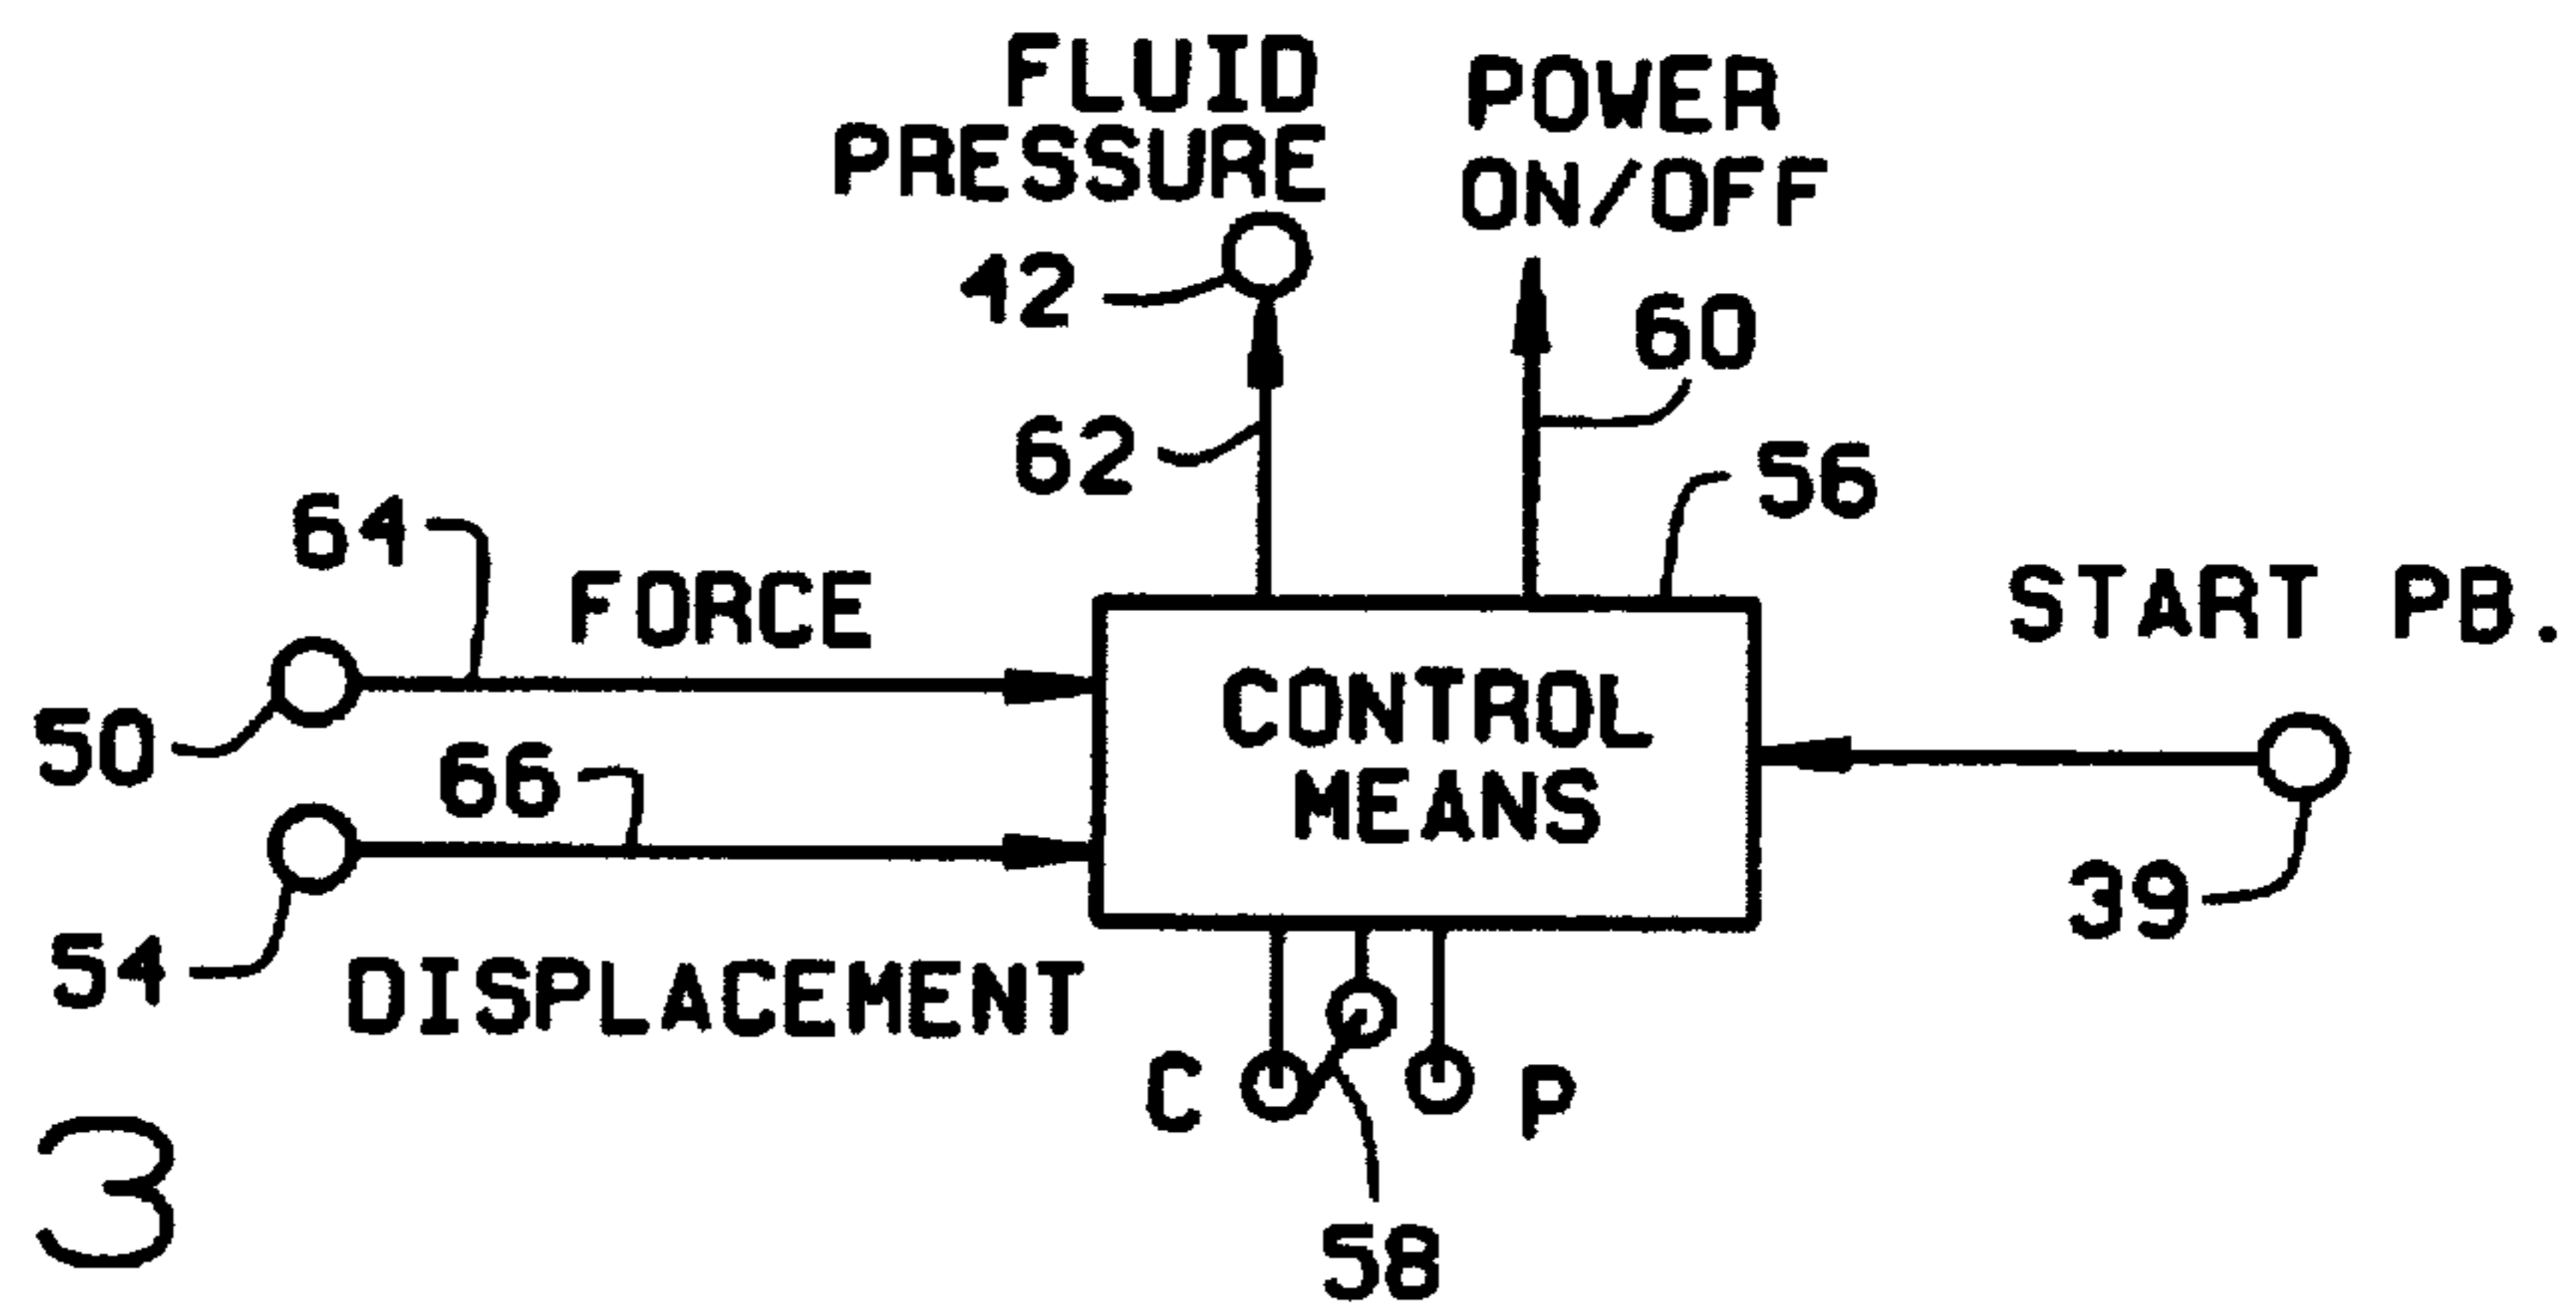 FLUID
PRESSURE
POWER
ON/OFF
42
60
62
56
64
FORCE
START PB.
50
66
CONTROL
MEANS
54
DISPLACEMENT
39
C
P
58
3